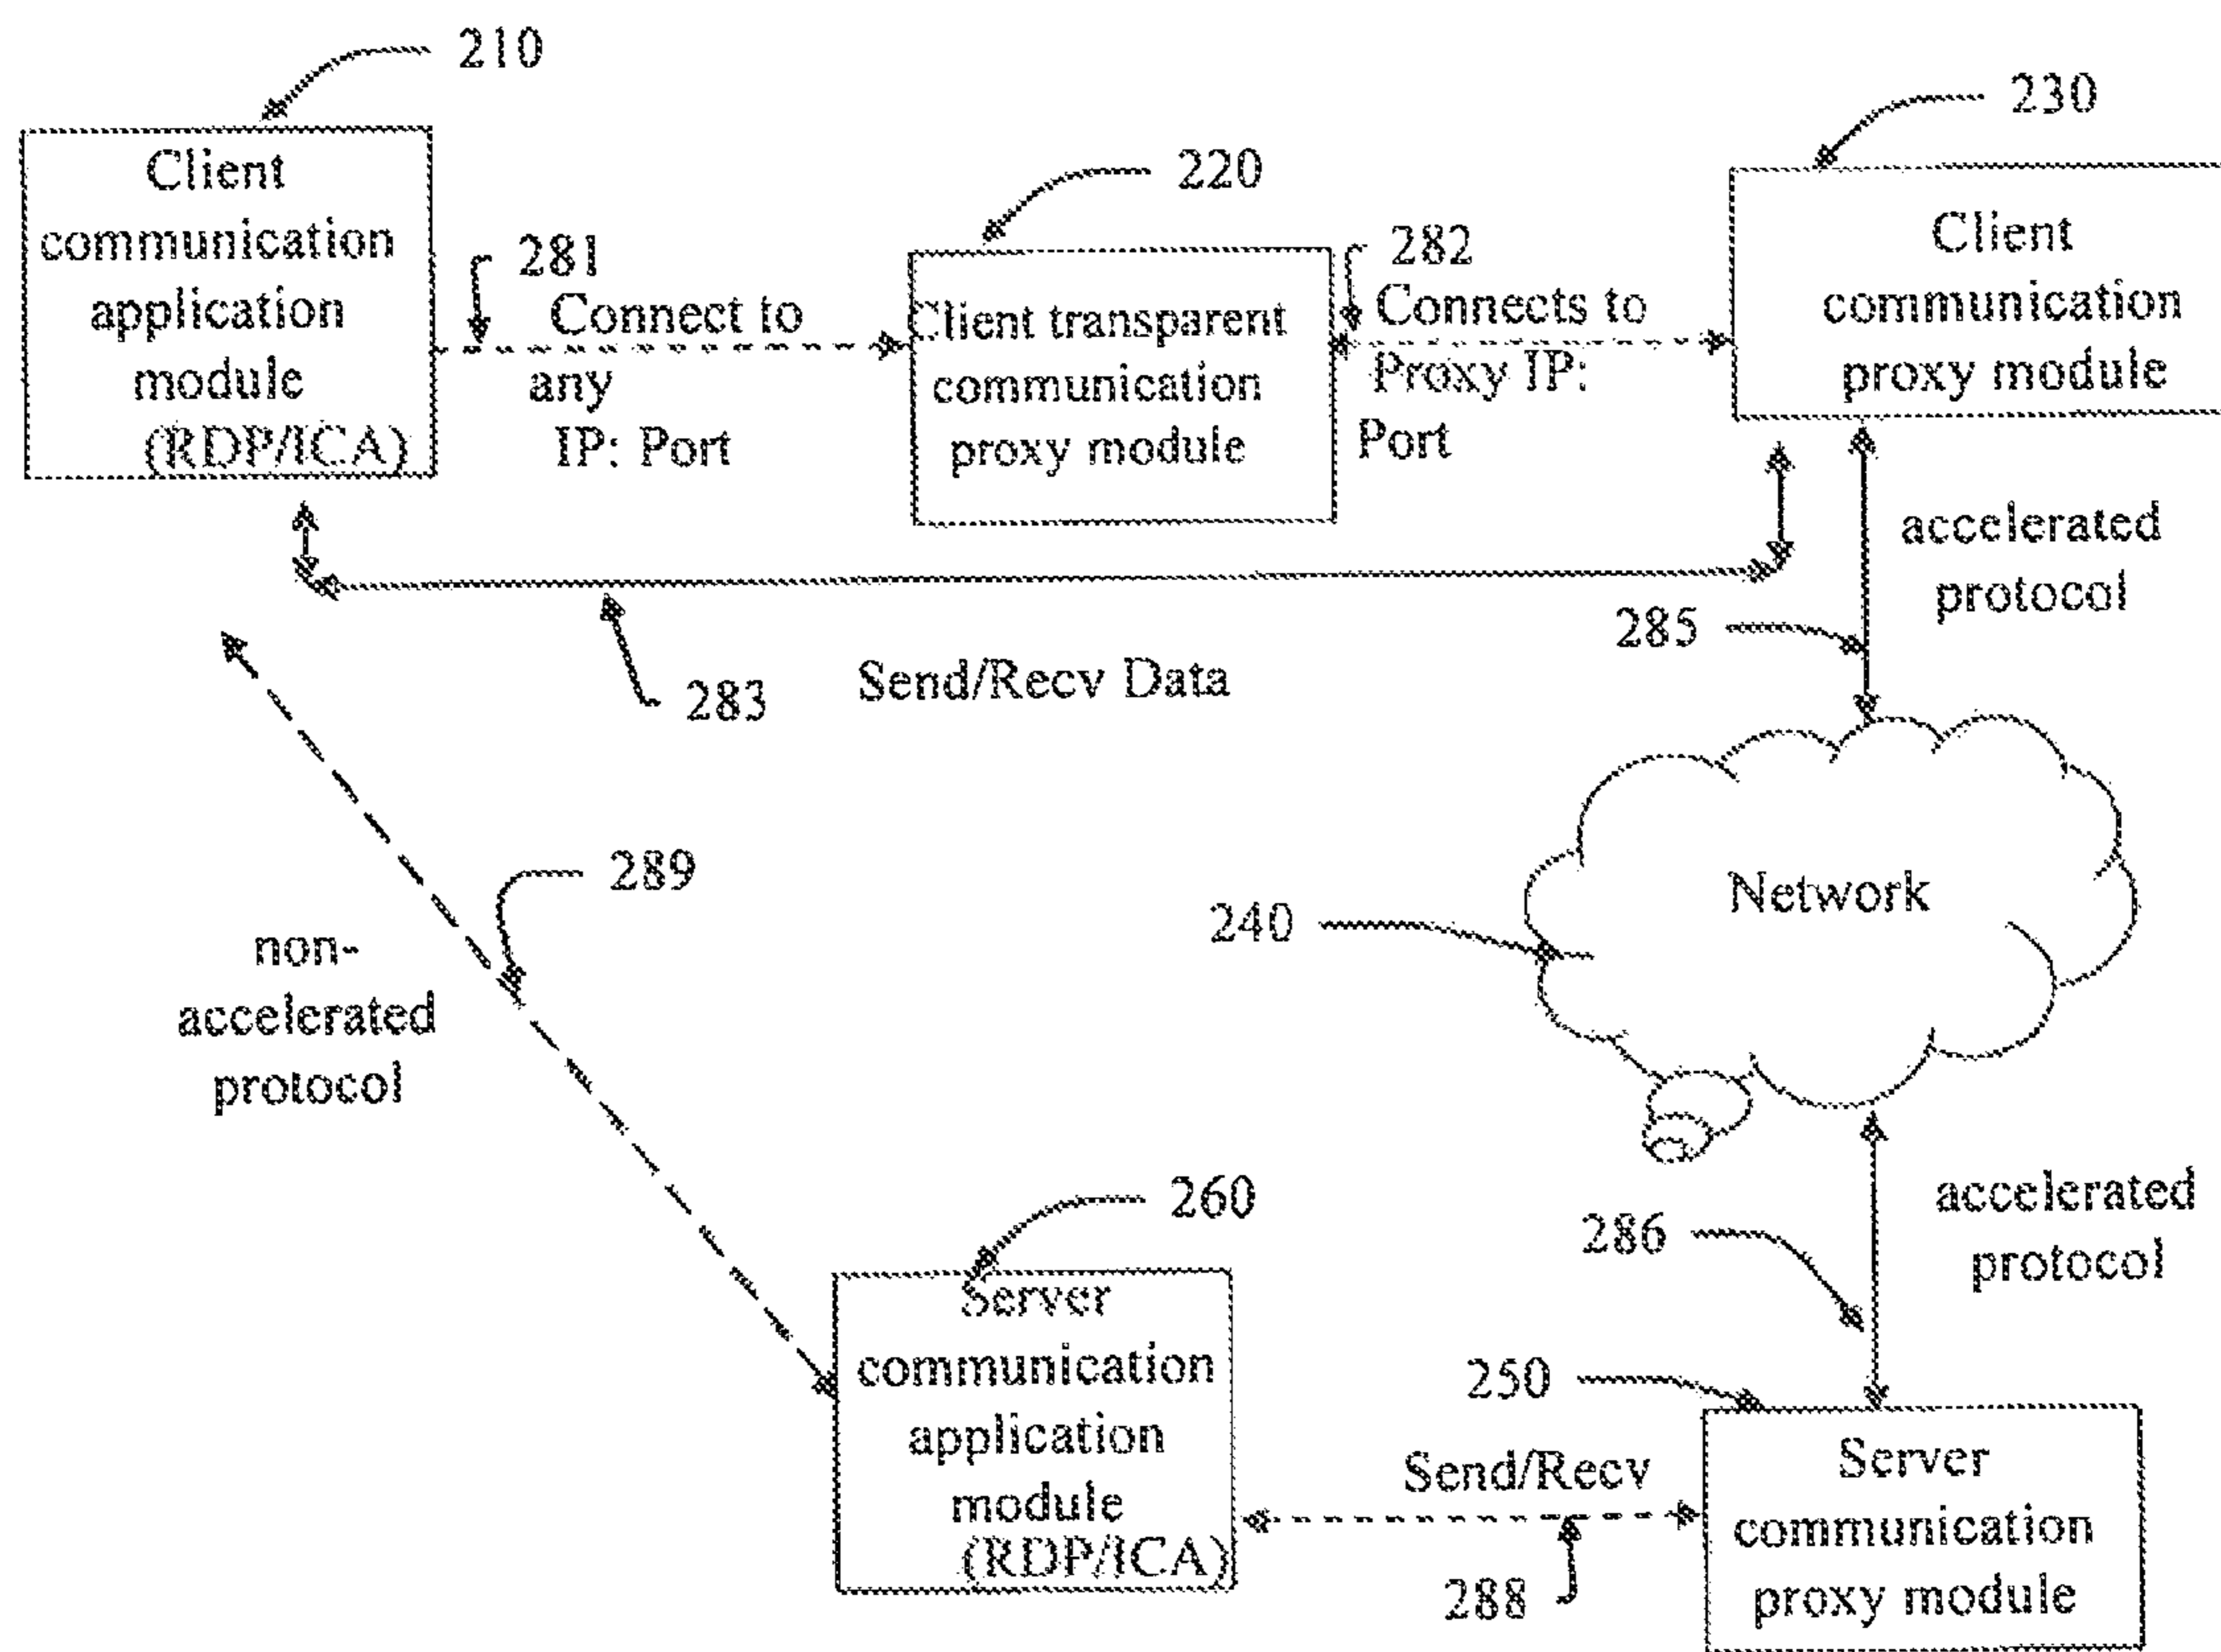 210
230
Client
communication
application
module
(RDP/ICA)
220
281
Connect to
any
IP: Port
Client transparent
communication
proxy module
282
Connects to
Proxy IP:
Port
Client
communication
proxy module
accelerated
protocol
285
283
Send/Recv Data
289
non-
accelerated
protocol
240
Network
260
286
accelerated
protocol
Server
communication
application
module
(RDP/ICA)
250
Send/Recv
288
Server
communication
proxy module